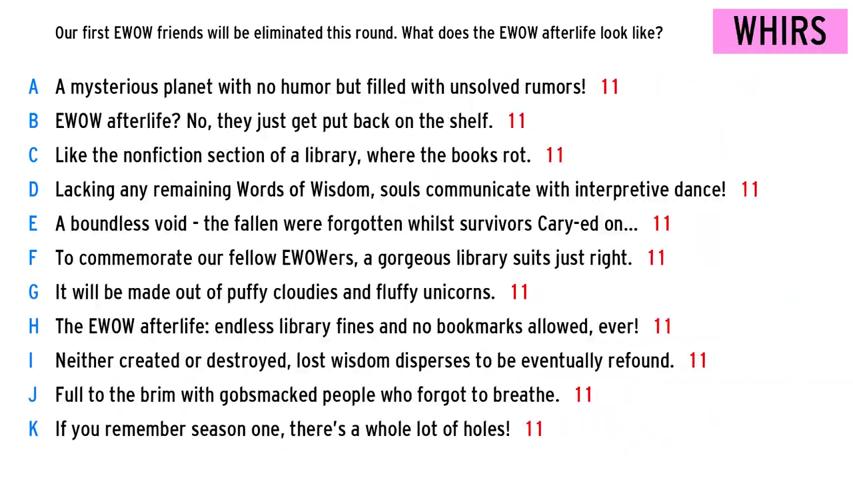 Our first EWOW friends will be eliminated this round. What does the EWOW afterlife look like?
WHIRS
A A mysterious planet with no humor but filled with unsolved rumors! 11
B EWOW afterlife? No, they just get put back on the shelf. 11
C Like the nonfiction section of a library, where the books rot. 11
D Lacking any remaining Words of Wisdom, souls communicate with interpretive dance! 11
E A boundless void - the fallen were forgotten whilst survivors Cary-ed on... 11
F To commemorate our fellow EWOWers, a gorgeous library suits just right. 11
G It will be made out of puffy cloudies and fluffy unicorns. 11
H The EWOW afterlife: endless library fines and no bookmarks allowed, ever! 11
I Neither created or destroyed, lost wisdom disperses to be eventually refound. 11
J Full to the brim with gobsmacked people who forgot to breathe. 11
K If you remember season one, there's a whole lot of holes! 11